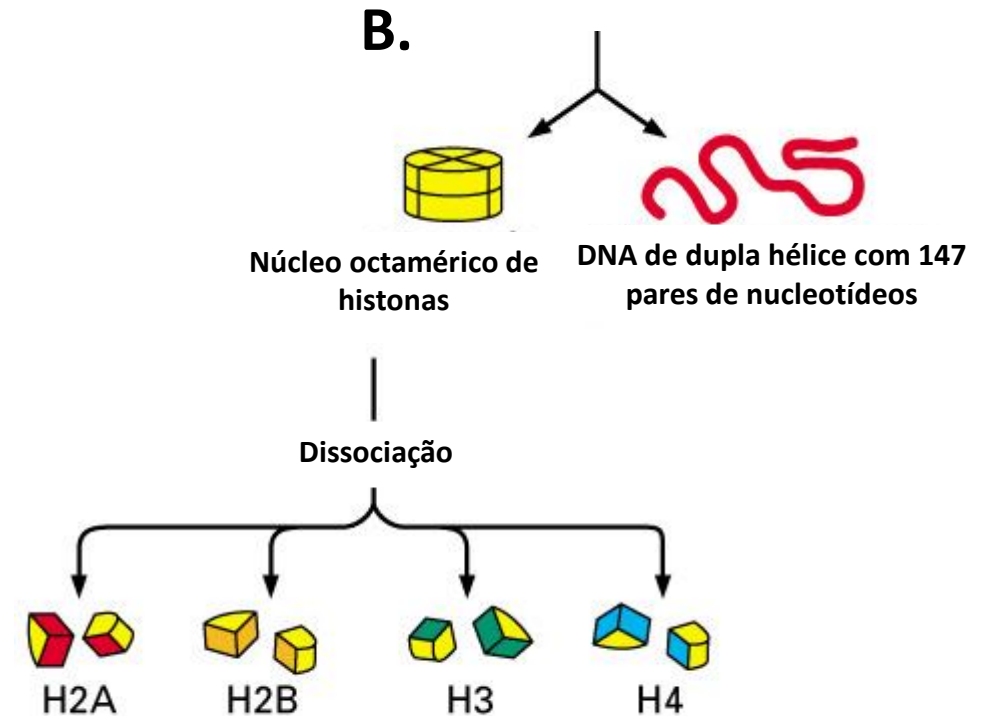 B.
Núcleo octamérico de
histonas
DNA de dupla hélice com 147
pares de nucleotídeos
Dissociação
H2A
H2B
H3
H4